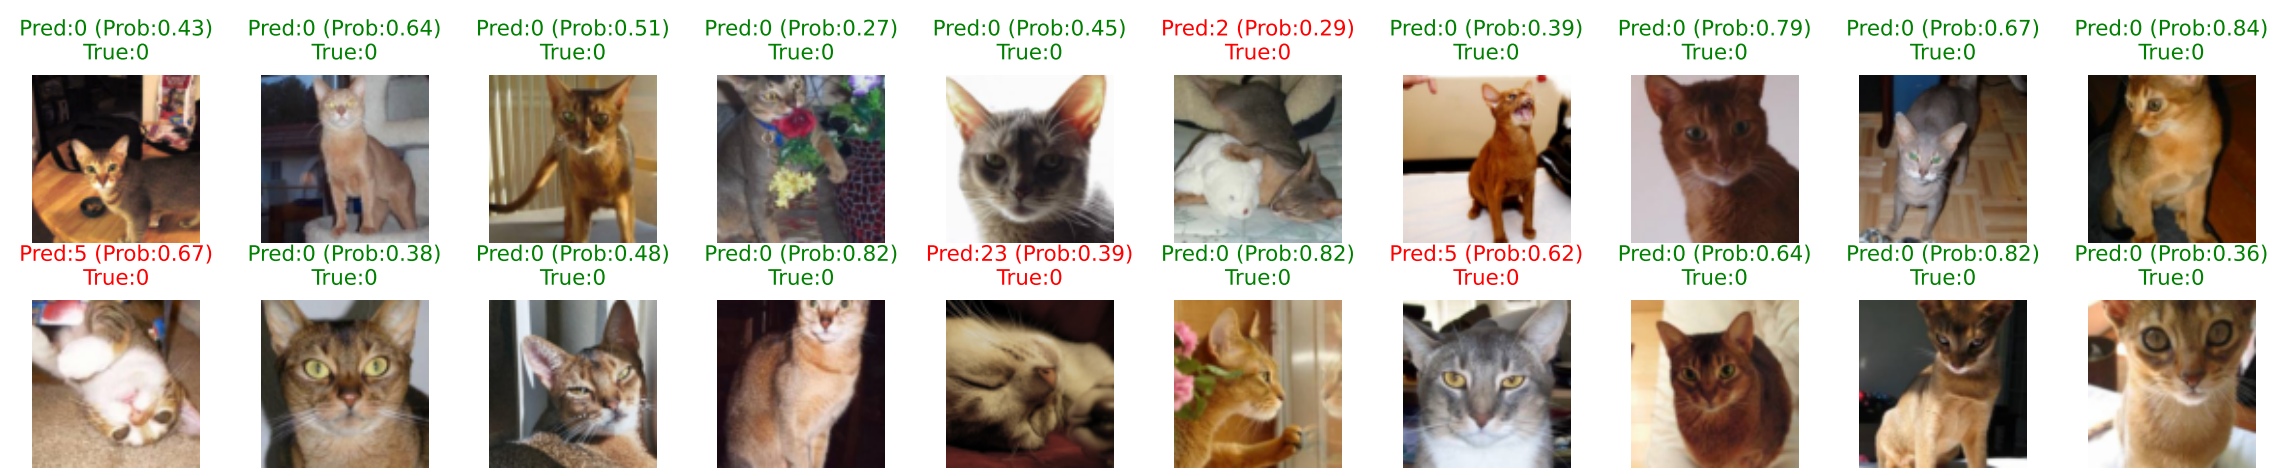 Pred:0 (Prob:0.43) Pred:0 (Prob:0.64) Pred:0 (Prob:0.51) Pred:0 (Prob:0.27) Pred:0 (Prob:0.45) Pred:2 (Prob:0.29) Pred:0 (Prob:0.39) Pred:0 (Prob:0.79) Pred:0 (Prob:0.67) Pred:0 (Prob:0.84)
True:0 True:0 True:0 True:0 True:0 True:0 True:0 True:0 True:0 True:0
Pred:5 (Prob:0.67) Pred:0 (Prob:0.38) Pred:0 (Prob:0.48) Pred:0 (Prob:0.82) Pred:23 (Prob:0.39) Pred:0 (Prob:0.82) Pred:5 (Prob:0.62) Pred:0 (Prob:0.64) Pred:0 (Prob:0.82) Pred:0 (Prob:0.36)
True:0 True:0 True:0 True:0 True:0 True:0 True:0 True:0 True:0 True:0